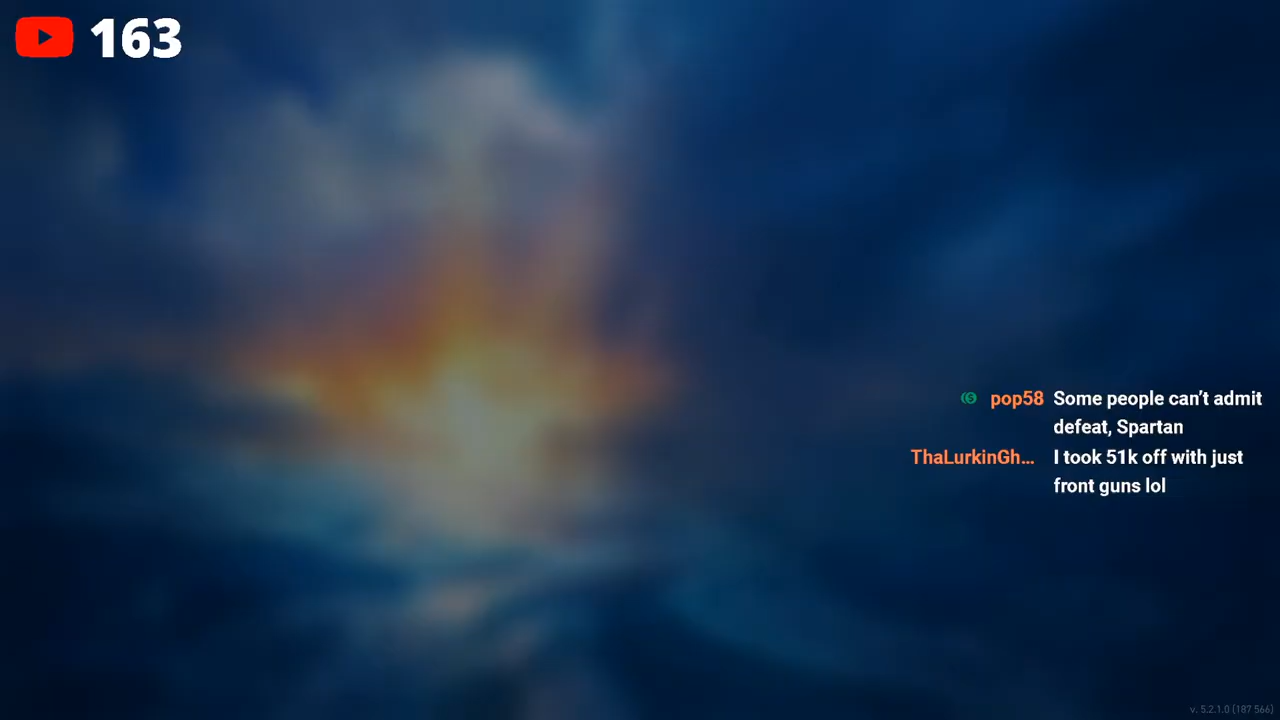 163
pop58 Some people can't admit
defeat, Spartan
ThaLurkinGh... I took 51k off with just
front guns lol
v. 5.2.1.0 (187 566)